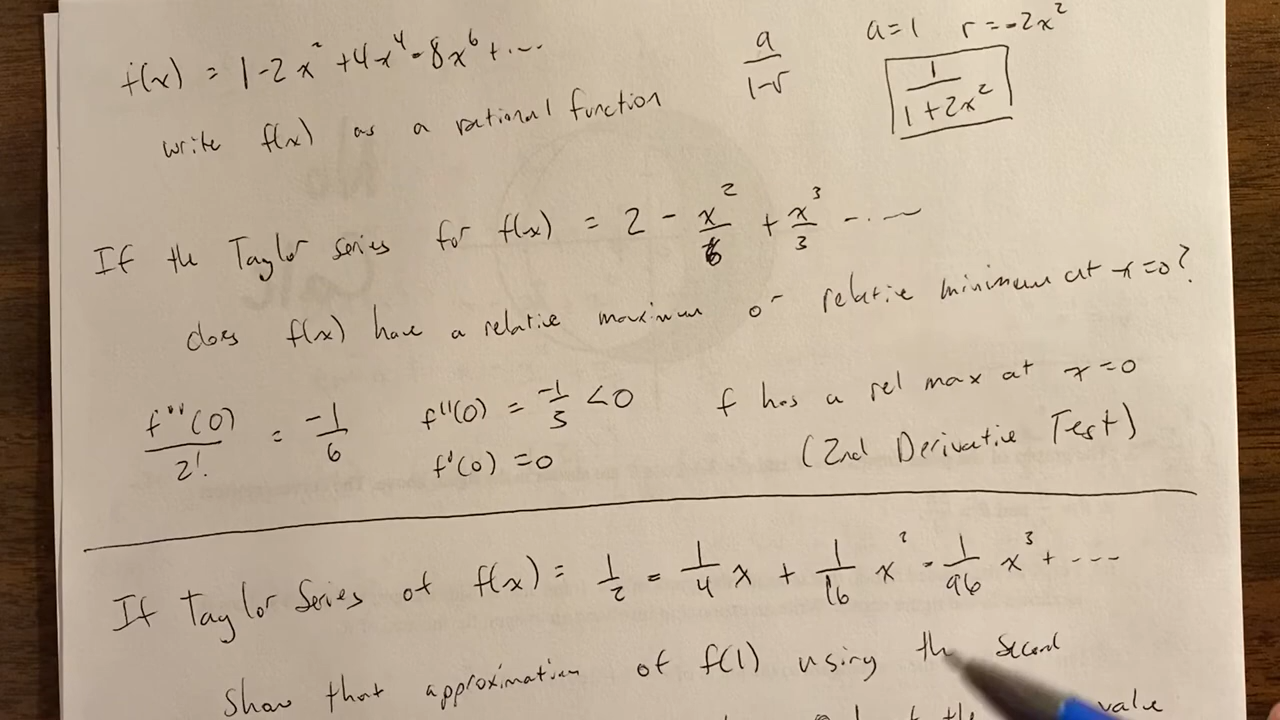 f(x) = 1 - 2x² + 4x⁴ - 8x⁶ + ...
a/(1-r)
a=1 r=-2x²
1/(1+2x²)
write f(x) as a rational function
If the Taylor series for f(x) = 2 - x²/6 + x³/3 - ...
does f(x) have a relative maximum or relative minimum at x=0?
f''(0)/2! = -1/6 f''(0) = -1/3 <0 f has a rel max at x=0
f'(0) =0 (2nd Derivative Test)
If Taylor Series of f(x) = 1/2 - 1/4 x + 1/16 x² - 1/96 x³ + ...
Show that approximation of f(1) using the second
the value